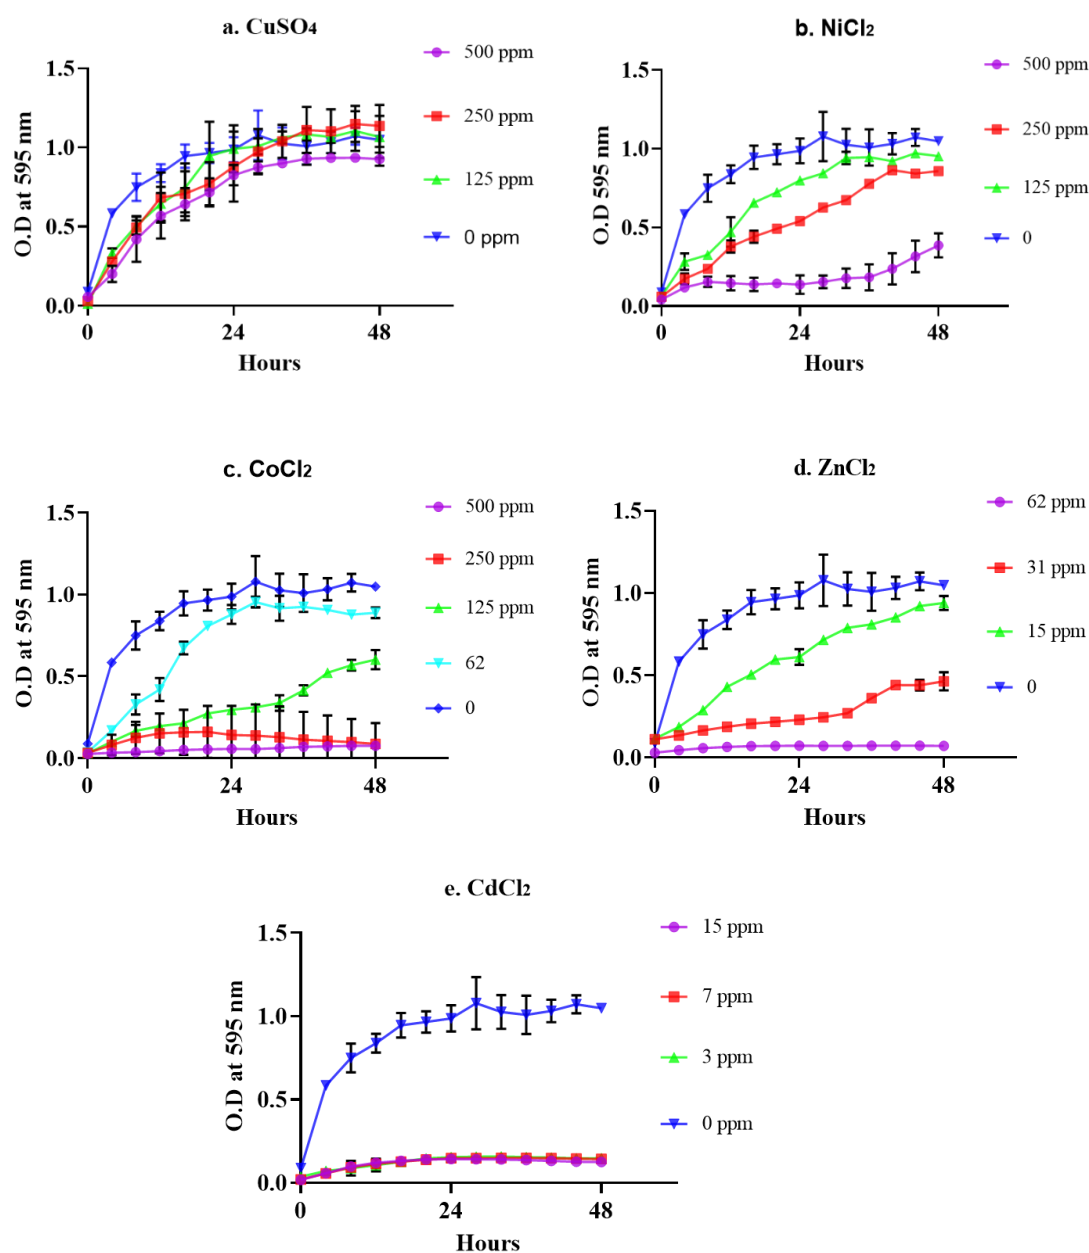 a. CuSO4
500 ppm
250 ppm
125 ppm
0 ppm
O.D at 595 nm
1.5
1.0
0.5
0.0
0
24
48
Hours
b. NiCl2
500 ppm
250 ppm
125 ppm
0
O.D 595 nm
1.5
1.0
0.5
0.0
0
24
48
Hours
c. CoCl2
500 ppm
250 ppm
125 ppm
62
0
O.D at 595 nm
1.5
1.0
0.5
0.0
0
24
48
Hours
d. ZnCl2
62 ppm
31 ppm
15 ppm
0
O.D at 595 nm
1.5
1.0
0.5
0.0
0
24
48
Hours
e. CdCl2
15 ppm
7 ppm
3 ppm
0 ppm
O.D at 595 nm
1.5
1.0
0.5
0.0
0
24
48
Hours